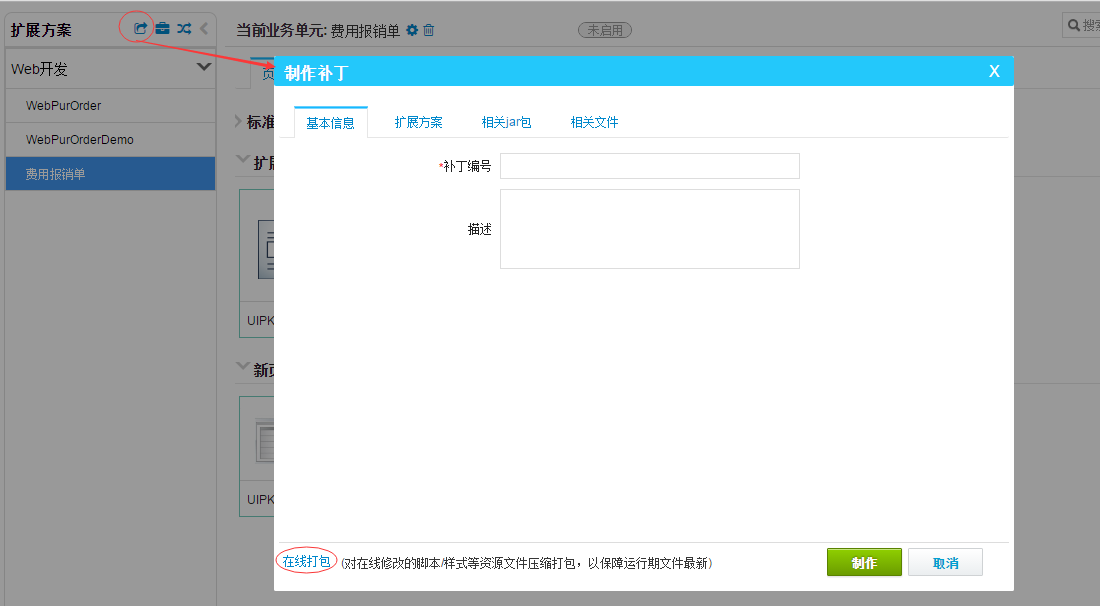 扩展方案
当前业务单元: 费用报销单
未启用
搜索
Web开发
WebPurOrder
WebPurOrderDemo
费用报销单
制作补丁
X
基本信息
扩展方案
相关jar包
相关文件
标准
扩展
UIPK
新页
UIPK
*补丁编号
描述
在线打包 (对在线修改的脚本/样式等资源文件压缩打包，以保障运行期文件最新)
制作
取消